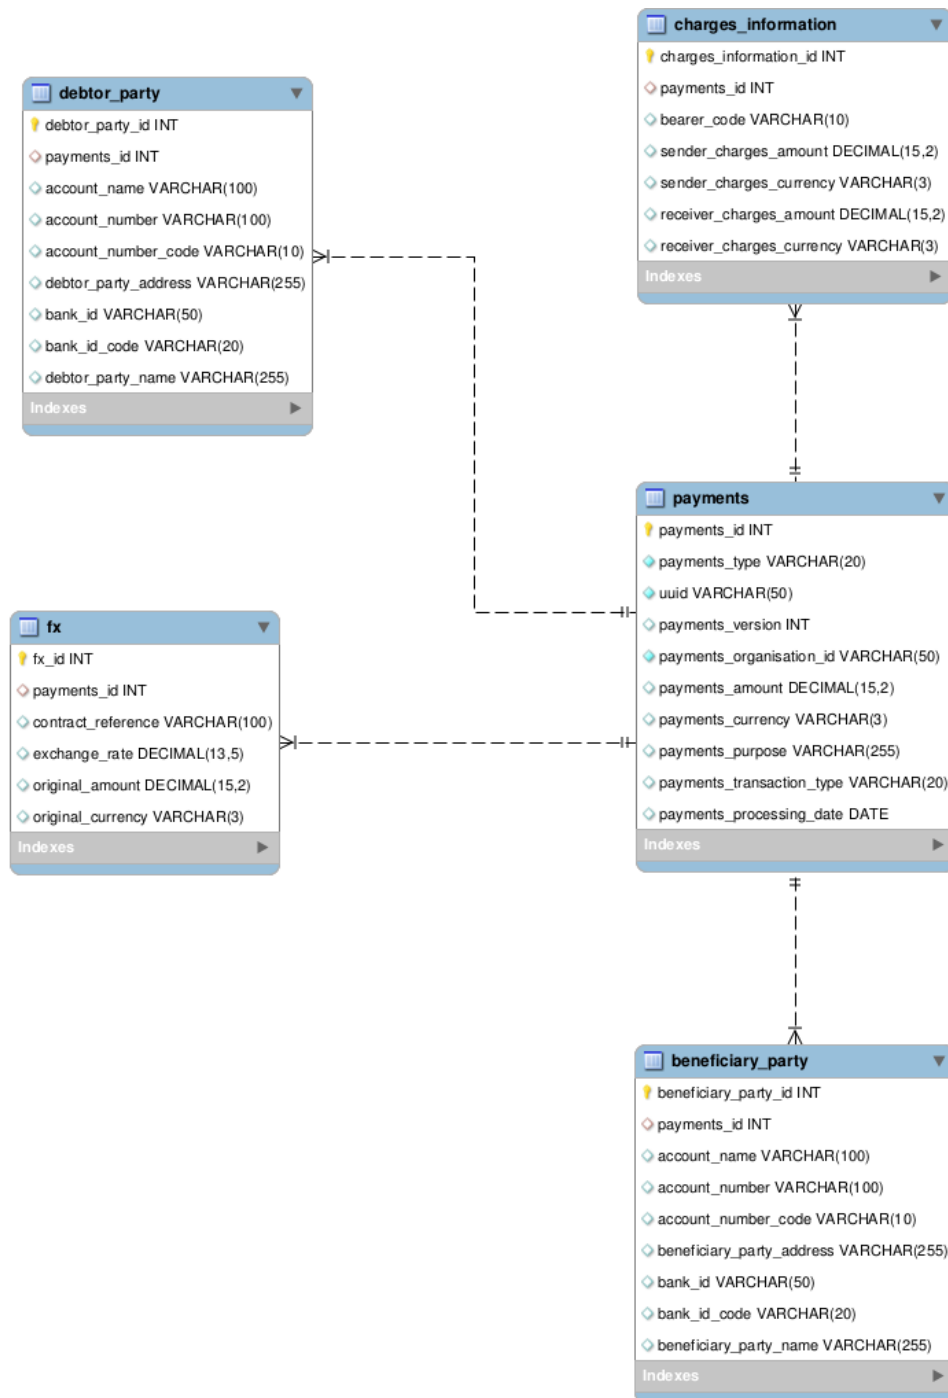 charges_information
charges_information_id INT
payments_id INT
bearer_code VARCHAR(10)
sender_charges_amount DECIMAL(15,2)
sender_charges_currency VARCHAR(3)
receiver_charges_amount DECIMAL(15,2)
receiver_charges_currency VARCHAR(3)
Indexes
debtor_party
debtor_party_id INT
payments_id INT
account_name VARCHAR(100)
account_number VARCHAR(100)
account_number_code VARCHAR(10)
debtor_party_address VARCHAR(255)
bank_id VARCHAR(50)
bank_id_code VARCHAR(20)
debtor_party_name VARCHAR(255)
Indexes
payments
payments_id INT
payments_type VARCHAR(20)
uuid VARCHAR(50)
payments_version INT
payments_organisation_id VARCHAR(50)
payments_amount DECIMAL(15,2)
payments_currency VARCHAR(3)
payments_purpose VARCHAR(255)
payments_transaction_type VARCHAR(20)
payments_processing_date DATE
Indexes
fx
fx_id INT
payments_id INT
contract_reference VARCHAR(100)
exchange_rate DECIMAL(13,5)
original_amount DECIMAL(15,2)
original_currency VARCHAR(3)
Indexes
beneficiary_party
beneficiary_party_id INT
payments_id INT
account_name VARCHAR(100)
account_number VARCHAR(100)
account_number_code VARCHAR(10)
beneficiary_party_address VARCHAR(255)
bank_id VARCHAR(50)
bank_id_code VARCHAR(20)
beneficiary_party_name VARCHAR(255)
Indexes